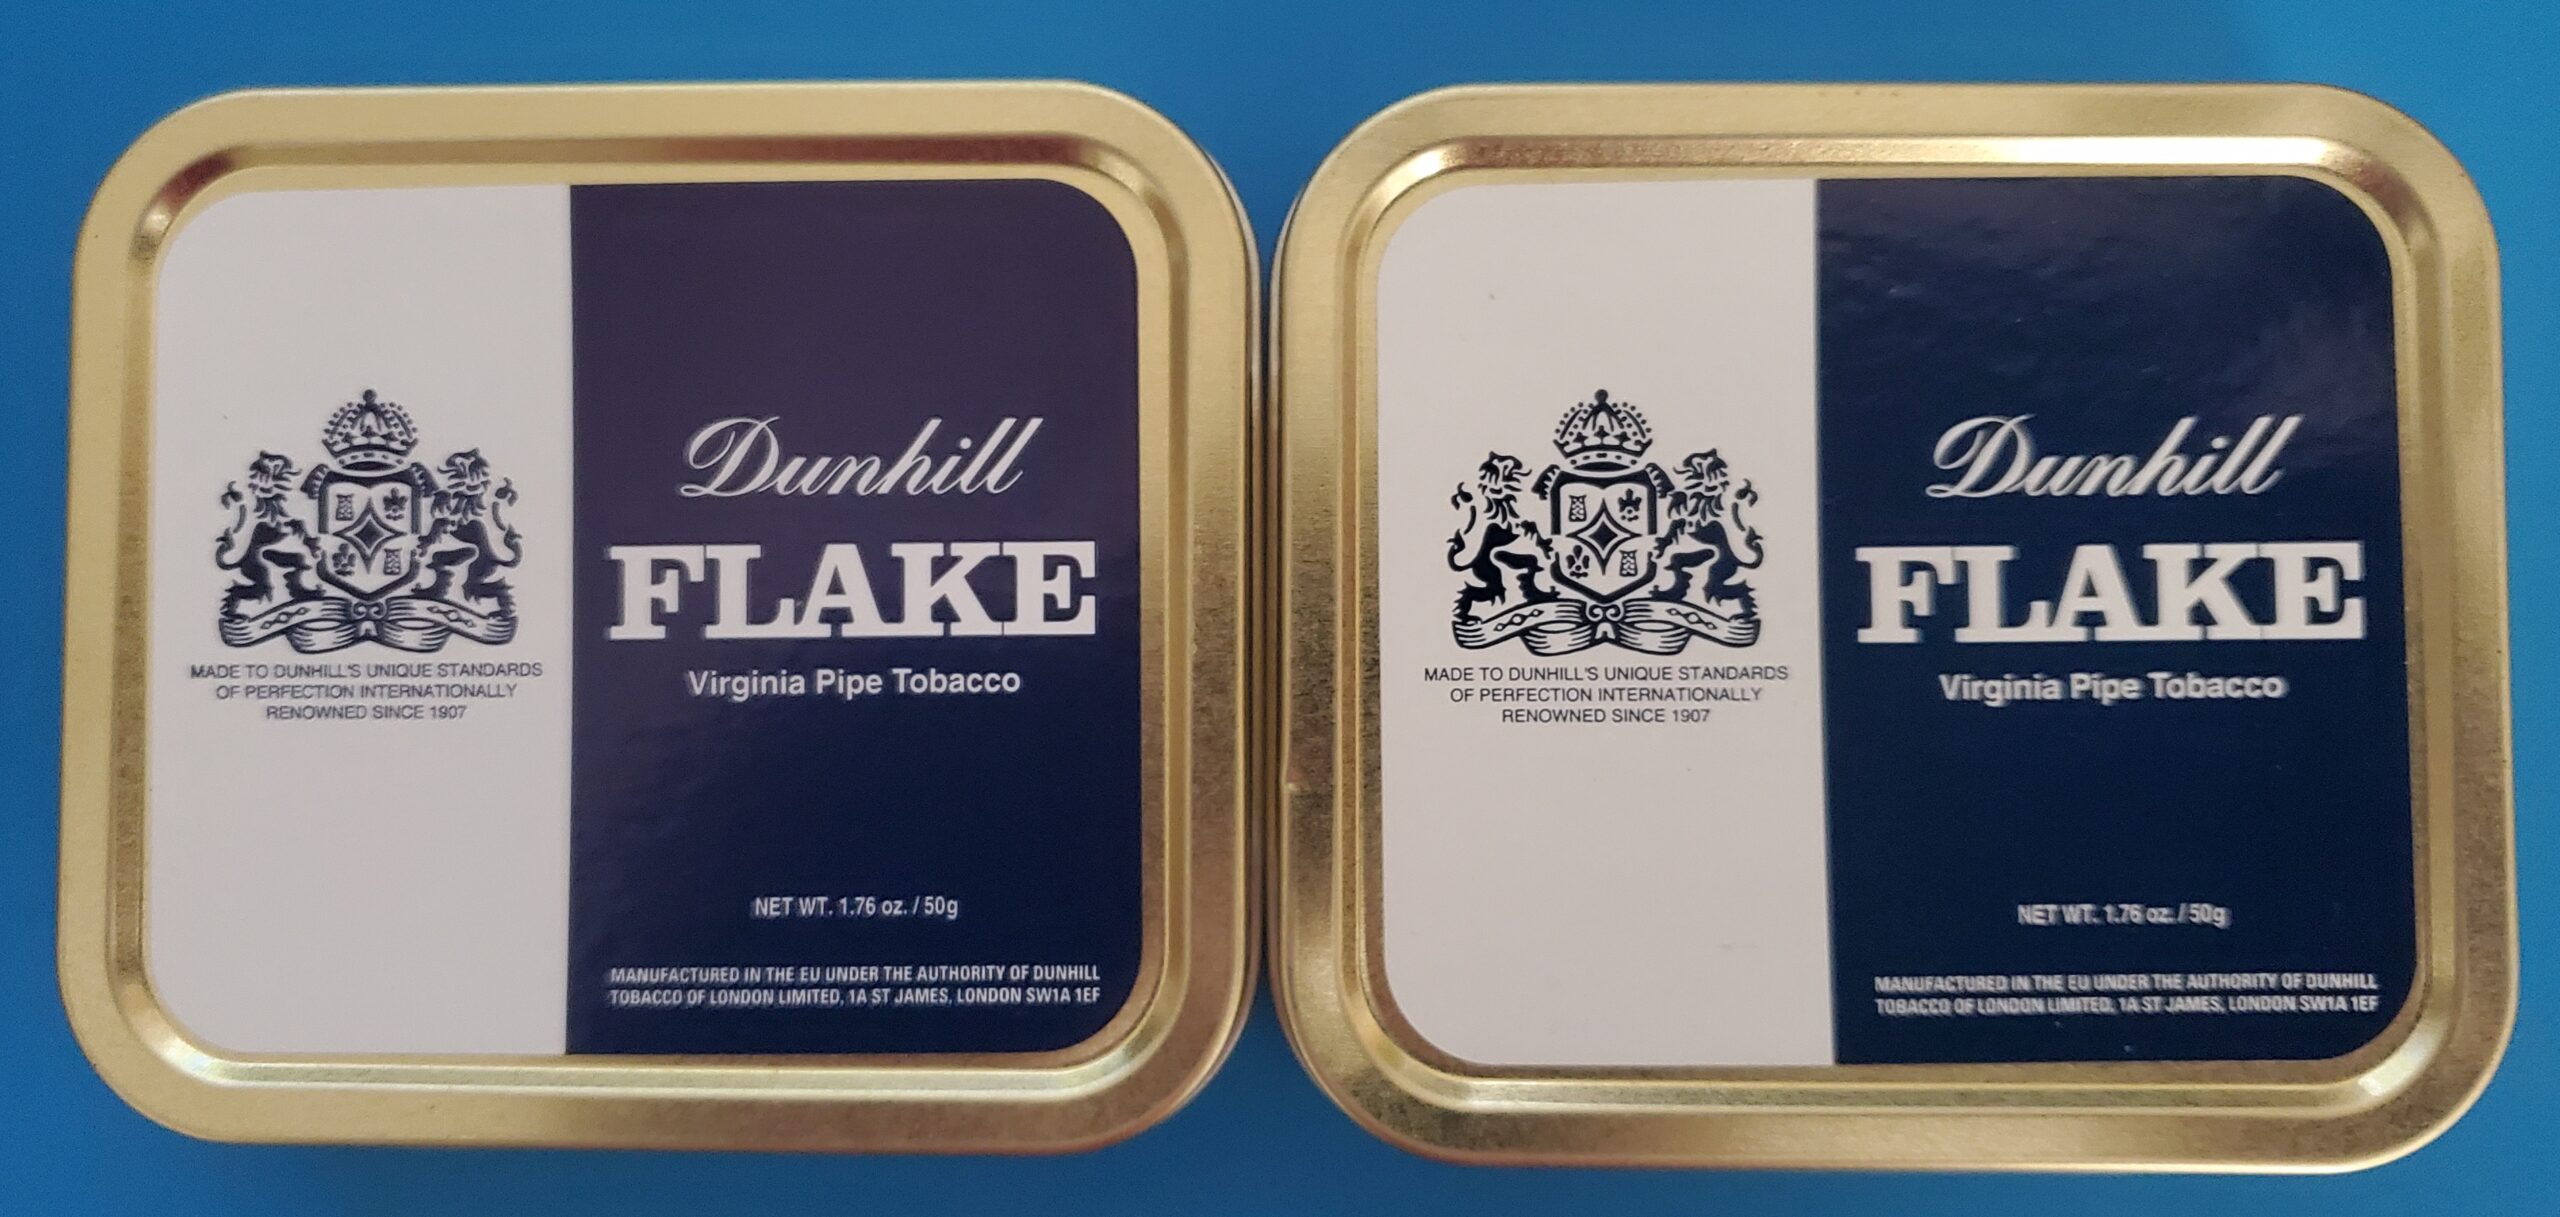 Dunhill
FLAKE
Virginia Pipe Tobacco
MADE TO DUNHILL'S UNIQUE STANDARDS
OF PERFECTION INTERNATIONALLY
RENOWNED SINCE 1907
NET WT. 1.76 oz. / 50g
MANUFACTURED IN THE EU UNDER THE AUTHORITY OF DUNHILL
TOBACCO OF LONDON LIMITED, 1A ST JAMES, LONDON SW1A 1EF
Dunhill
FLAKE
Virginia Pipe Tobacco
MADE TO DUNHILL'S UNIQUE STANDARDS
OF PERFECTION INTERNATIONALLY
RENOWNED SINCE 1907
NET WT. 1.76 oz. / 50g
MANUFACTURED IN THE EU UNDER THE AUTHORITY OF DUNHILL
TOBACCO OF LONDON LIMITED, 1A ST JAMES, LONDON SW1A 1EF